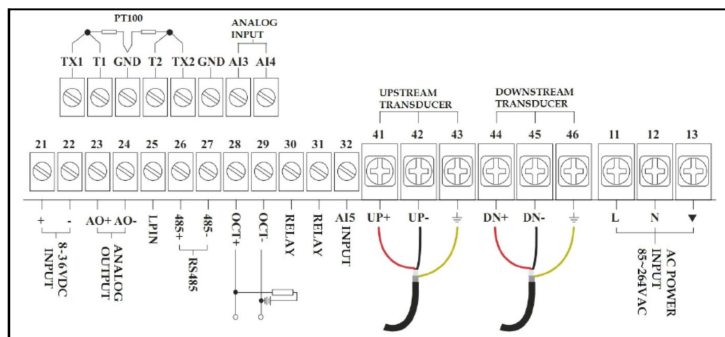 PT100
ANALOG
INPUT
TX1 T1 GND T2 TX2 GND AI3 AI4
UPSTREAM
TRANSDUCER
DOWNSTREAM
TRANSDUCER
21 22 23 24 25 26 27 28 29 30 31 32 41 42 43 44 45 46 11 12 13
+ - AO+ AO- LPIN 485+ 485- OCT+ OCT- RELAY RELAY AI5 INPUT UP+ UP- DN+ DN- L N
8-36VDC
INPUT
ANALOG
OUTPUT
RS485
AC POWER
INPUT
85~264VAC